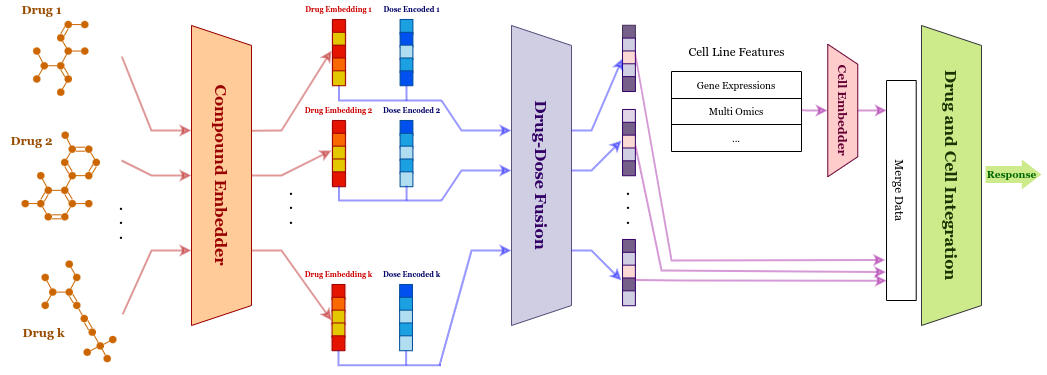 Drug 1
Drug 2
Drug k
Compound Embedder
Drug Embedding 1
Dose Encoded 1
Drug Embedding 2
Dose Encoded 2
Drug Embedding k
Dose Encoded k
Drug-Dose Fusion
Cell Line Features
Gene Expressions
Multi Omics
...
Cell Embedder
Merge Data
Drug and Cell Integration
Response